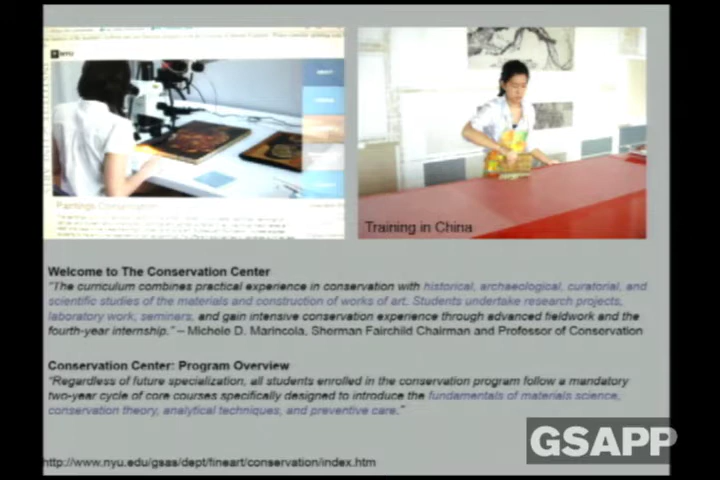 NYU
Paintings Conservation
Training in China
Welcome to The Conservation Center
"The curriculum combines practical experience in conservation with historical, archaeological, curatorial, and
scientific studies of the materials and construction of works of art. Students undertake research projects,
laboratory work, seminars, and gain intensive conservation experience through advanced fieldwork and the
fourth-year internship." – Michele D. Marincola, Sherman Fairchild Chairman and Professor of Conservation
Conservation Center: Program Overview
"Regardless of future specialization, all students enrolled in the conservation program follow a mandatory
two-year cycle of core courses specifically designed to introduce the fundamentals of materials science,
conservation theory, analytical techniques, and preventive care."
GSAPP
http://www.nyu.edu/gsas/dept/fineart/conservation/index.htm